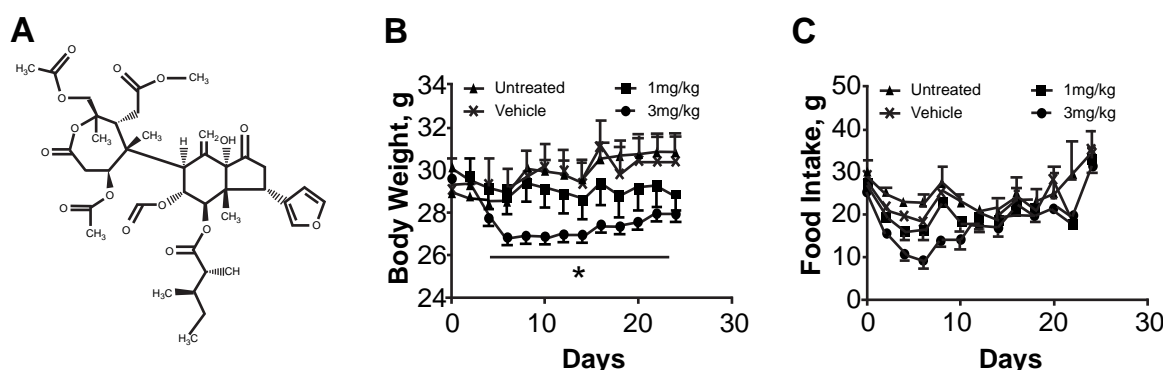 A
B
C
O
H₃C
O
O
O
O
CH₃
O
CH₃
CH₃
O
H
CH₂
OH
O
O
O
O
CH₃
O
O
CH₃
O
O
O
CH
H₃C
H₃C
Body Weight, g
34
32
30
28
26
24
Untreated
Vehicle
1mg/kg
3mg/kg
*
0
10
20
30
Days
Food Intake, g
50
40
30
20
10
0
Untreated
Vehicle
1mg/kg
3mg/kg
0
10
20
30
Days